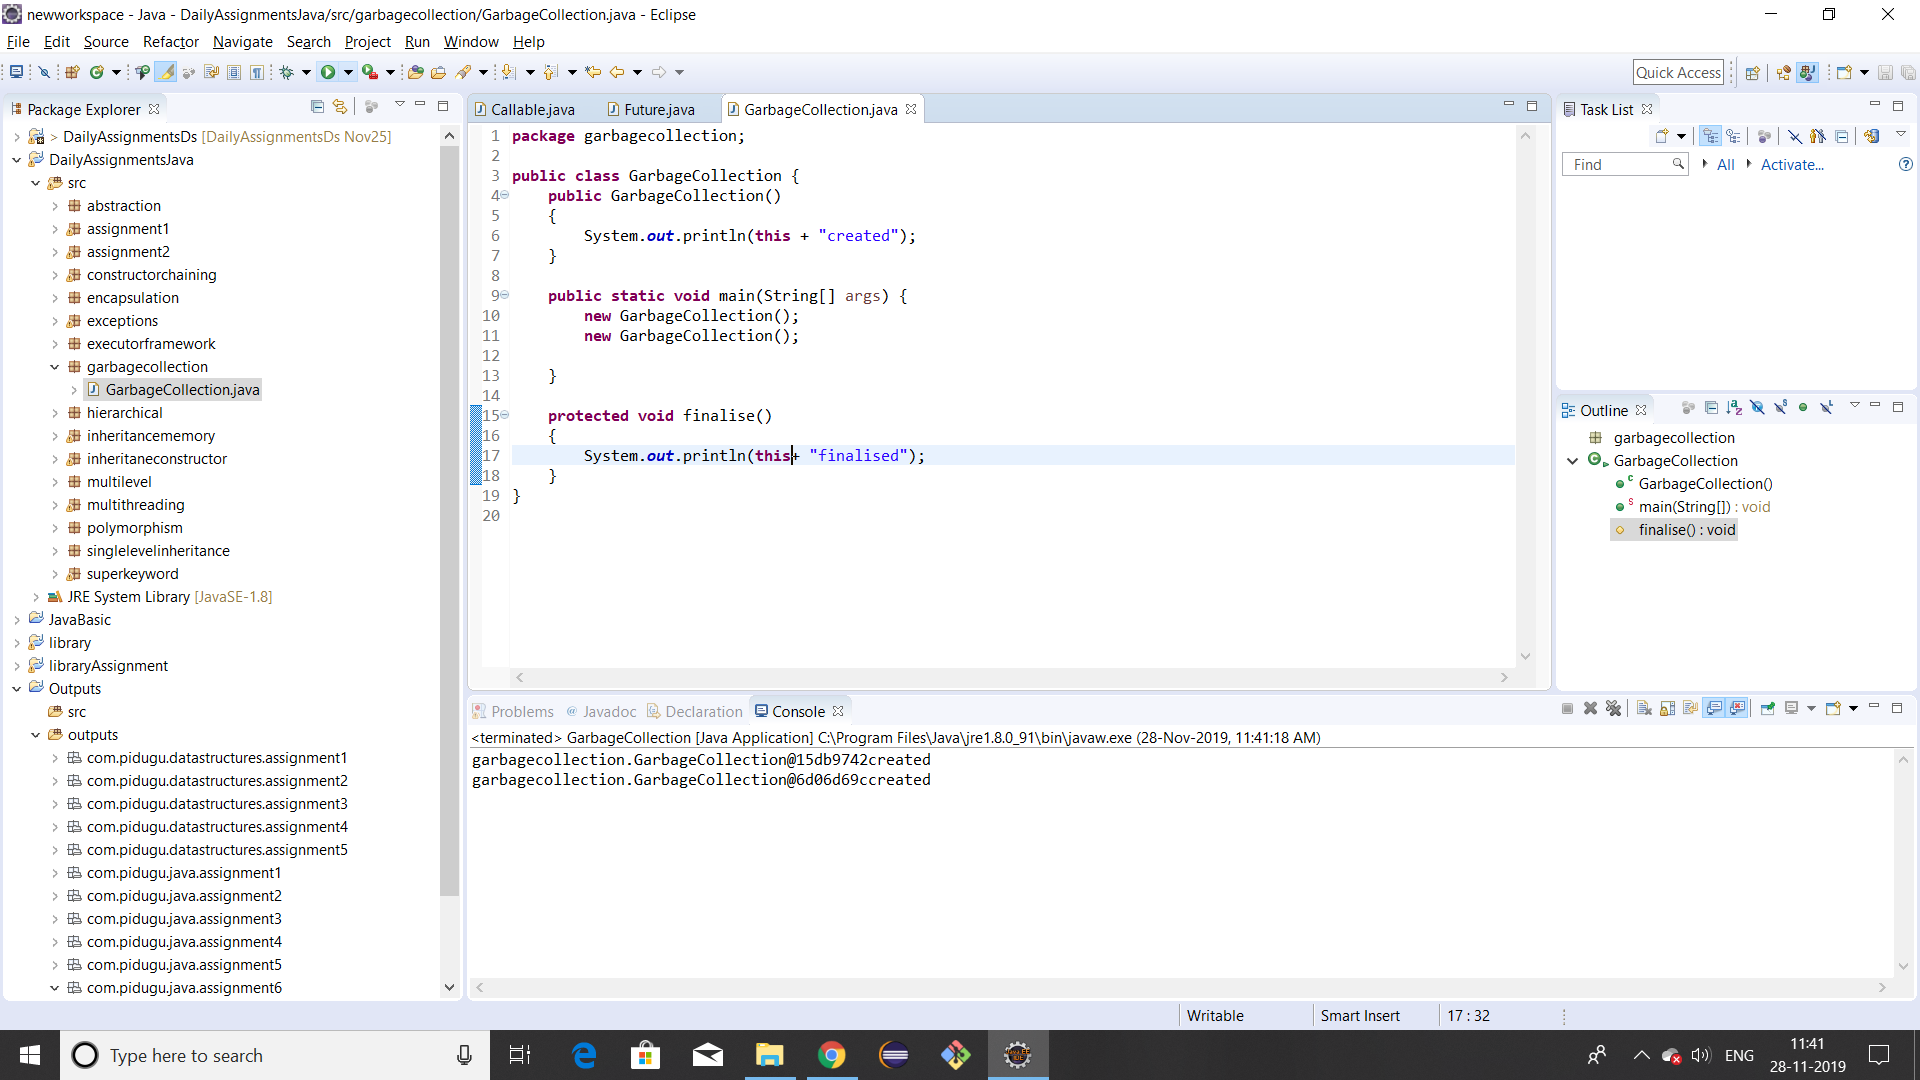 newworkspace - Java - DailyAssignmentsJava/src/garbagecollection/GarbageCollection.java - Eclipse
File Edit Source Refactor Navigate Search Project Run Window Help
Quick Access
Package Explorer
> DailyAssignmentsDs [DailyAssignmentsDs Nov25]
DailyAssignmentsJava
src
abstraction
assignment1
assignment2
constructorchaining
encapsulation
exceptions
executorframework
garbagecollection
GarbageCollection.java
hierarchical
inheritancememory
inheritaneconstructor
multilevel
multithreading
polymorphism
singlelevelinheritance
superkeyword
JRE System Library [JavaSE-1.8]
JavaBasic
library
libraryAssignment
Outputs
src
outputs
com.pidugu.datastructures.assignment1
com.pidugu.datastructures.assignment2
com.pidugu.datastructures.assignment3
com.pidugu.datastructures.assignment4
com.pidugu.datastructures.assignment5
com.pidugu.java.assignment1
com.pidugu.java.assignment2
com.pidugu.java.assignment3
com.pidugu.java.assignment4
com.pidugu.java.assignment5
com.pidugu.java.assignment6
Callable.java Future.java GarbageCollection.java
1 package garbagecollection;
2
3 public class GarbageCollection {
4 public GarbageCollection()
5 {
6 System.out.println(this + "created");
7 }
8
9 public static void main(String[] args) {
10 new GarbageCollection();
11 new GarbageCollection();
12
13 }
14
15 protected void finalise()
16 {
17 System.out.println(this+ "finalised");
18 }
19 }
20
Task List
Find All Activate...
Outline
garbagecollection
GarbageCollection
GarbageCollection()
main(String[]) : void
finalise() : void
Problems Javadoc Declaration Console
<terminated> GarbageCollection [Java Application] C:\Program Files\Java\jre1.8.0_91\bin\javaw.exe (28-Nov-2019, 11:41:18 AM)
garbagecollection.GarbageCollection@15db9742created
garbagecollection.GarbageCollection@6d06d69ccreated
Writable Smart Insert 17 : 32
Type here to search
ENG
11:41
28-11-2019